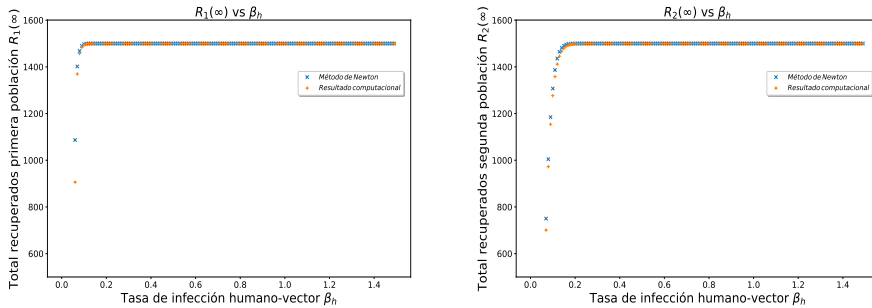 R₁(∞) vs βₕ
Total recuperados primera población R₁(∞)
1600
1400
1200
1000
800
600
Método de Newton
Resultado computacional
0.0 0.2 0.4 0.6 0.8 1.0 1.2 1.4
Tasa de infección humano-vector βₕ
R₂(∞) vs βₕ
Total recuperados segunda población R₂(∞)
1600
1400
1200
1000
800
600
Método de Newton
Resultado computacional
0.0 0.2 0.4 0.6 0.8 1.0 1.2 1.4
Tasa de infección humano-vector βₕ